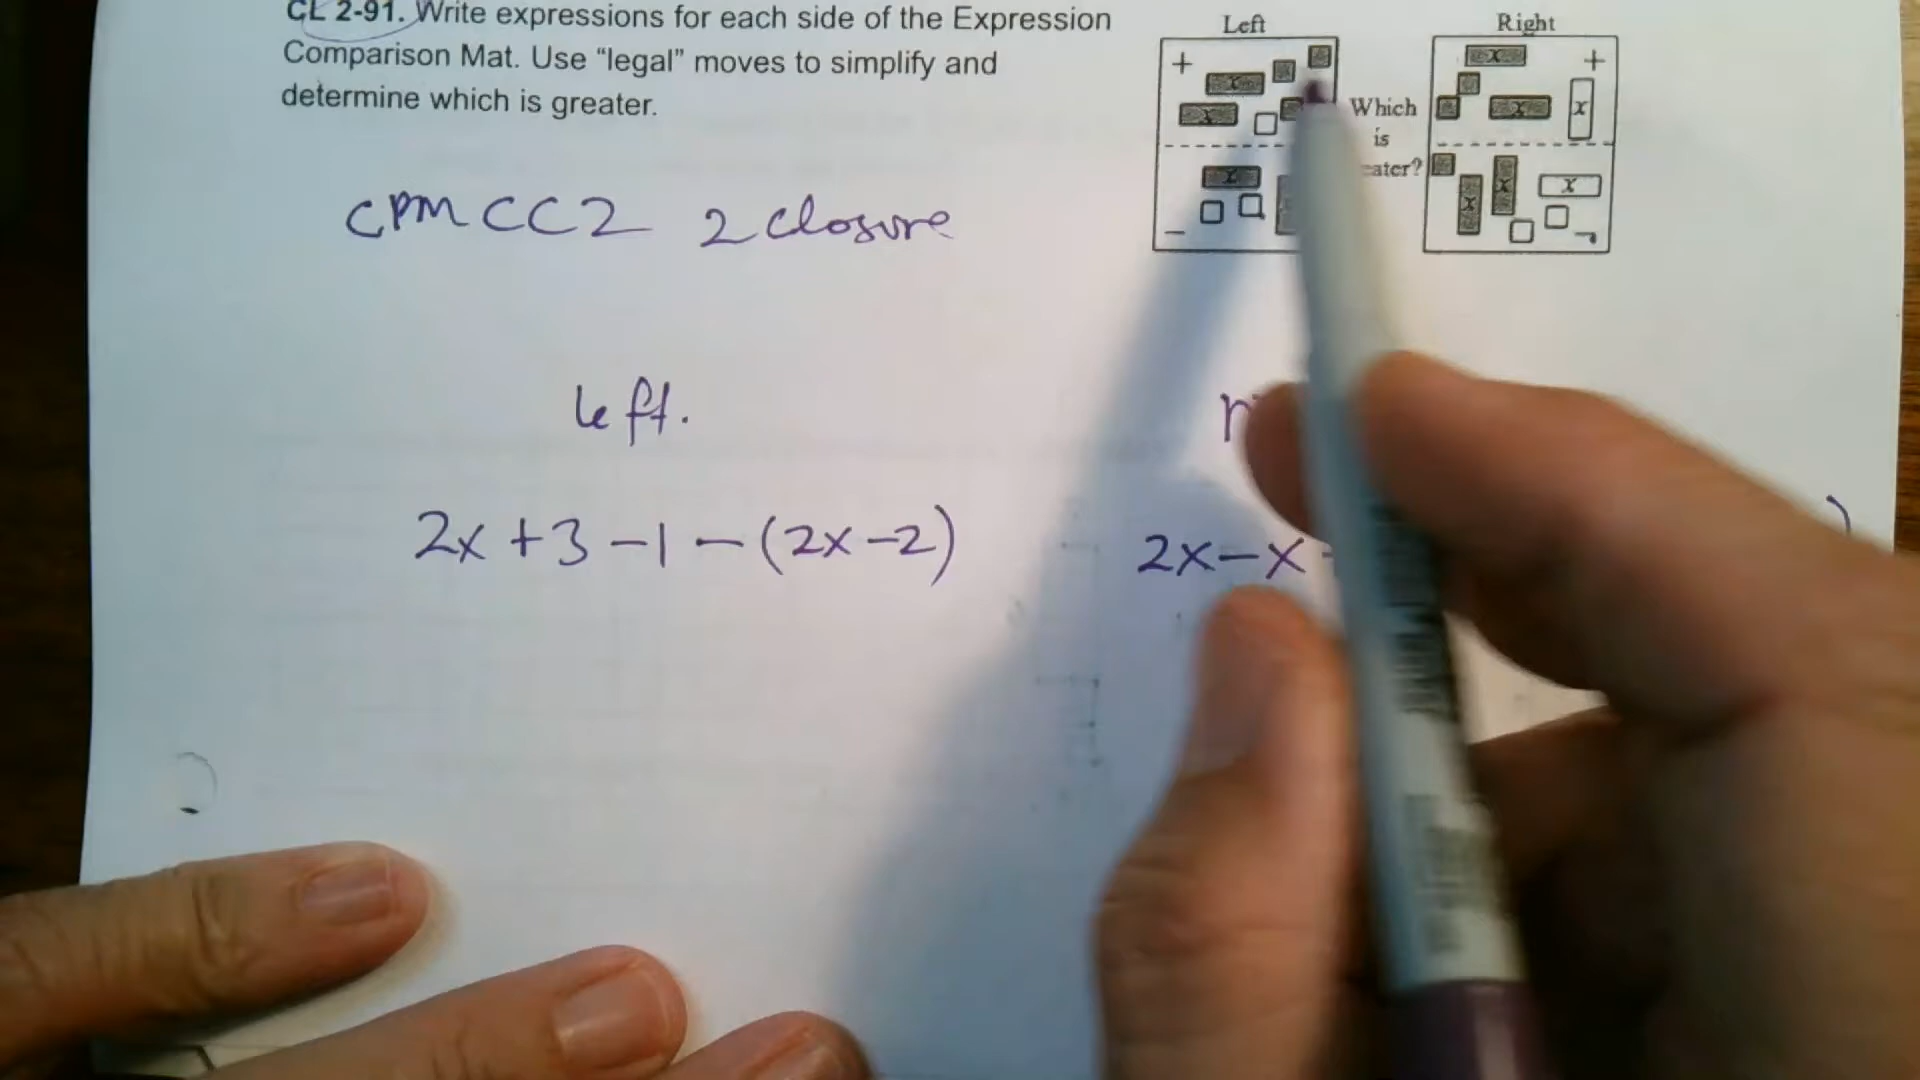 CL 2-91. Write expressions for each side of the Expression
Comparison Mat. Use “legal” moves to simplify and
determine which is greater.
Left
Right
+
x
x
x
−
Which
is
+
x
x
x
x
x
x
−
CPM CC2 2 closure
left.
2x + 3 − 1 − (2x − 2)
2x − x
)